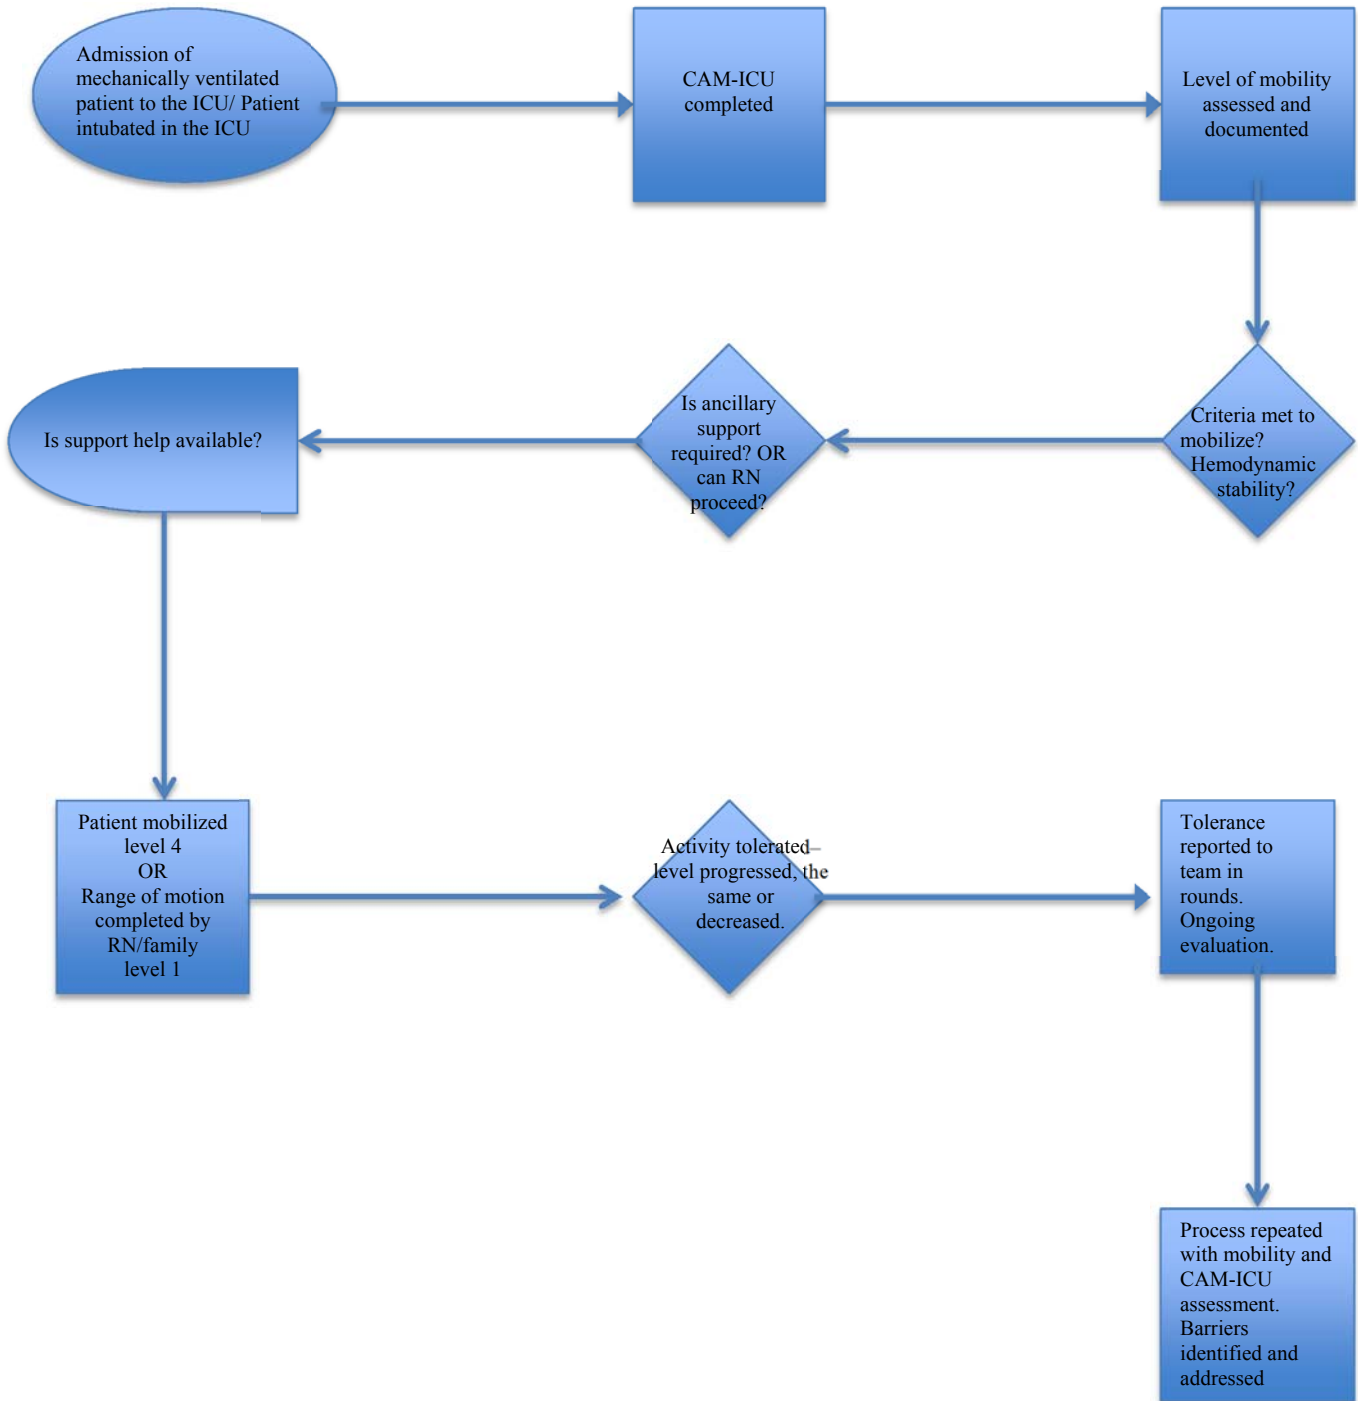 Admission of
mechanically ventilated
patient to the ICU/ Patient
intubated in the ICU
CAM-ICU
completed
Level of mobility
assessed and
documented
Criteria met to
mobilize?
Hemodynamic
stability?
Is ancillary
support
required? OR
can RN
proceed?
Is support help available?
Patient mobilized
level 4
OR
Range of motion
completed by
RN/family
level 1
Activity tolerated–
level progressed, the
same or
decreased.
Tolerance
reported to
team in
rounds.
Ongoing
evaluation.
Process repeated
with mobility and
CAM-ICU
assessment.
Barriers
identified and
addressed